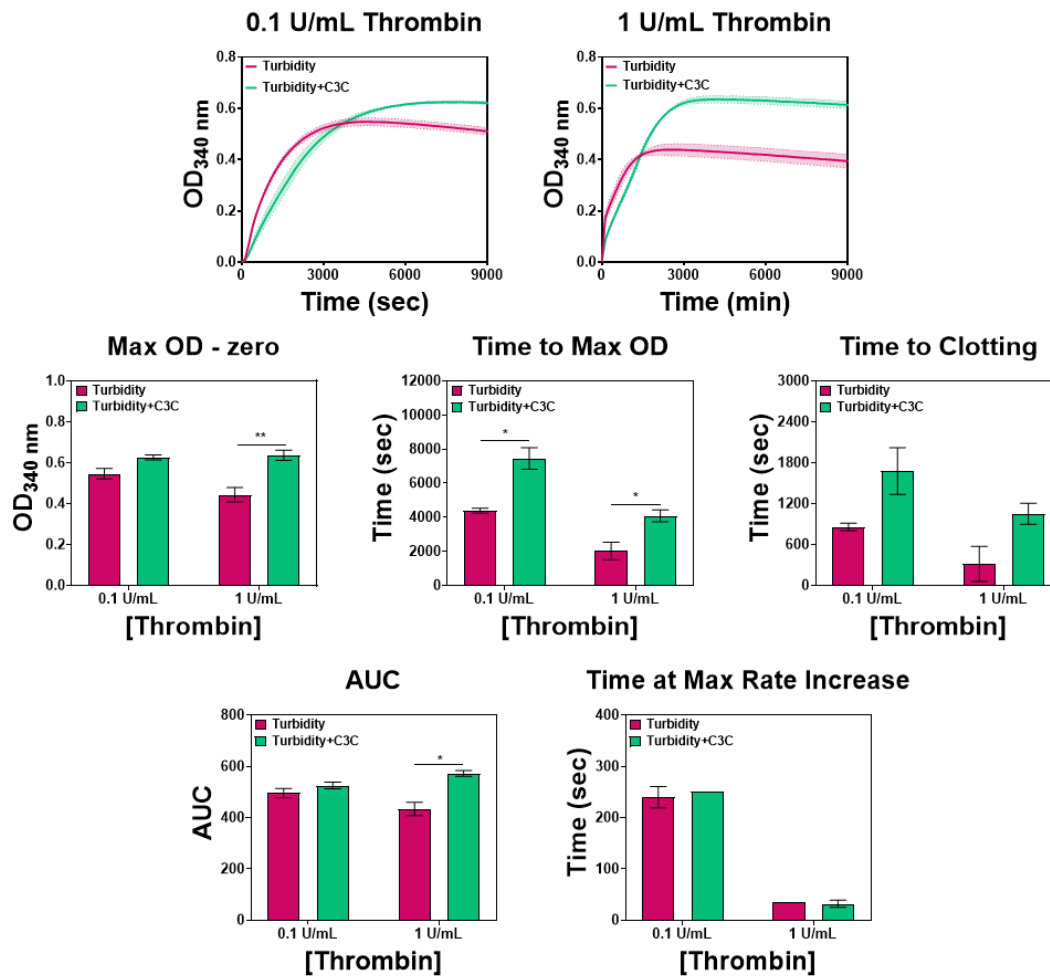 0.1 U/mL Thrombin
1 U/mL Thrombin
0.8
0.6
0.4
0.2
0.0
OD340 nm
Turbidity
Turbidity+C3C
0
3000
6000
9000
Time (sec)
0.8
0.6
0.4
0.2
0.0
OD340 nm
Turbidity
Turbidity+C3C
0
3000
6000
9000
Time (min)
Max OD - zero
1.0
0.8
0.6
0.4
0.2
0.0
OD340 nm
Turbidity
Turbidity+C3C
**
0.1 U/mL
1 U/mL
[Thrombin]
Time to Max OD
12000
10000
8000
6000
4000
2000
0
Time (sec)
Turbidity
Turbidity+C3C
*
*
0.1 U/mL
1 U/mL
[Thrombin]
Time to Clotting
3000
2400
1800
1200
600
0
Time (sec)
Turbidity
Turbidity+C3C
0.1 U/mL
1 U/mL
[Thrombin]
AUC
800
600
400
200
0
AUC
Turbidity
Turbidity+C3C
*
0.1 U/mL
1 U/mL
[Thrombin]
Time at Max Rate Increase
400
300
200
100
0
Time (sec)
Turbidity
Turbidity+C3C
0.1 U/mL
1 U/mL
[Thrombin]